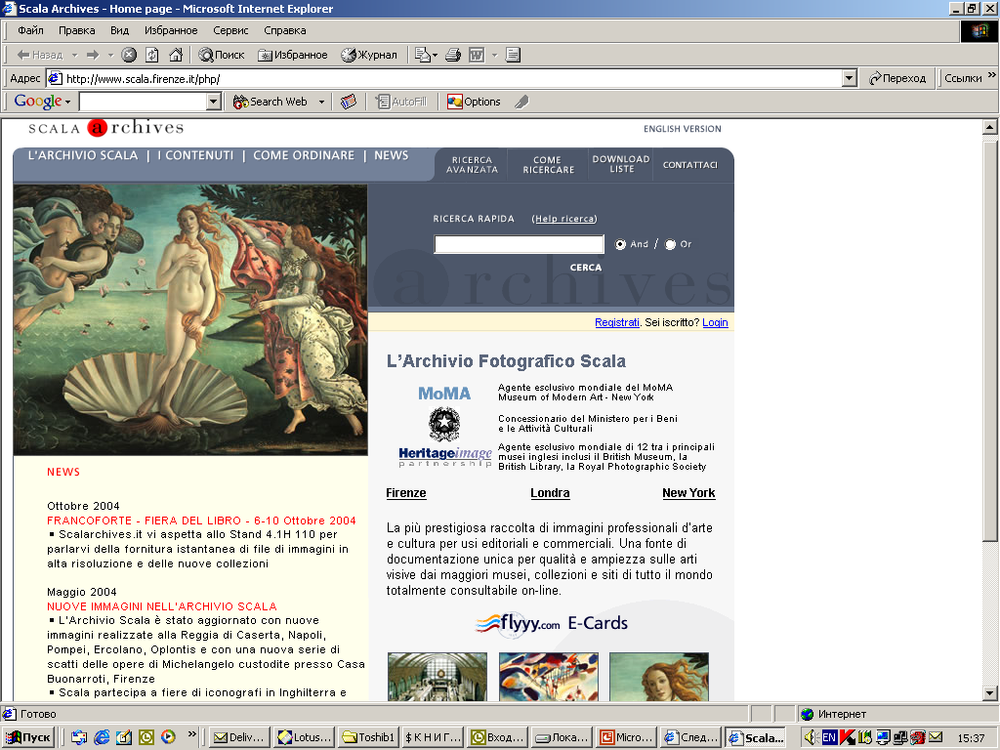 Scala Archives - Home page - Microsoft Internet Explorer
Файл Правка Вид Избранное Сервис Справка
Назад Поиск Избранное Журнал
Адрес http://www.scala.firenze.it/php/ Переход Ссылки »
Google Search Web AutoFill Options
SCALA archives ENGLISH VERSION
L'ARCHIVIO SCALA | I CONTENUTI | COME ORDINARE | NEWS
RICERCA AVANZATA
COME RICERCARE
DOWNLOAD LISTE
CONTATTACI
RICERCA RAPIDA (Help ricerca)
And / Or
CERCA
archives
Registrati. Sei iscritto? Login
L'Archivio Fotografico Scala
MoMA
Agente esclusivo mondiale del MoMA
Museum of Modern Art - New York
Concessionario del Ministero per i Beni
e le Attività Culturali
Heritageimage
partnership
Agente esclusivo mondiale di 12 tra i principali
musei inglesi inclusi il British Museum, la
British Library, la Royal Photographic Society
Firenze Londra New York
La più prestigiosa raccolta di immagini professionali d'arte
e cultura per usi editoriali e commerciali. Una fonte di
documentazione unica per qualità e ampiezza sulle arti
visive dai maggiori musei, collezioni e siti di tutto il mondo
totalmente consultabile on-line.
flyyy.com E-Cards
NEWS
Ottobre 2004
FRANCOFORTE - FIERA DEL LIBRO - 6-10 Ottobre 2004
▪ Scalarchives.it vi aspetta allo Stand 4.1H 110 per
parlarvi della fornitura istantanea di file di immagini in
alta risoluzione e delle nuove collezioni
Maggio 2004
NUOVE IMMAGINI NELL'ARCHIVIO SCALA
▪ L'Archivio Scala è stato aggiornato con nuove
immagini realizzate alla Reggia di Caserta, Napoli,
Pompei, Ercolano, Oplontis e con una nuova serie di
scatti delle opere di Michelangelo custodite presso Casa
Buonarroti, Firenze
▪ Scala partecipa a fiere di iconografi in Inghilterra e
Готово Интернет
Пуск » Deliv... Lotus... Toshib1 $ К Н И Г... Вход... Лока... Micro... След... Scala... EN 15:37